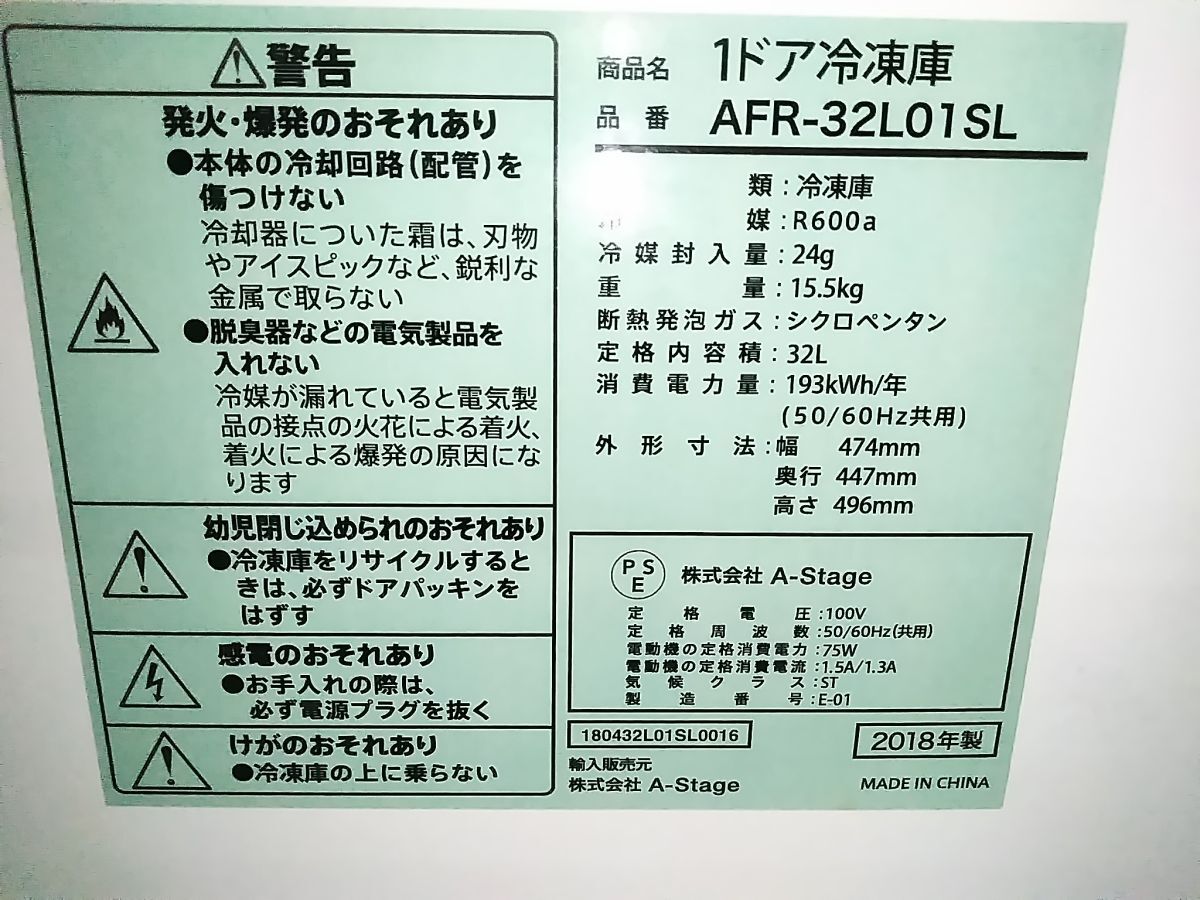 警告
発火・爆発のおそれあり
●本体の冷却回路(配管)を
傷つけない
冷却器についた霜は、刃物
やアイスピックなど、鋭利な
金属で取らない
●脱臭器などの電気製品を
入れない
冷媒が漏れていると電気製
品の接点の火花による着火、
着火による爆発の原因にな
ります
幼児閉じ込められのおそれあり
●冷凍庫をリサイクルすると
きは、必ずドアパッキンを
はずす
感電のおそれあり
●お手入れの際は、
必ず電源プラグを抜く
けがのおそれあり
●冷凍庫の上に乗らない
商品名 1ドア冷凍庫
品番 AFR-32L01SL
類:冷凍庫
媒:R600a
冷媒封入量:24g
重量:15.5kg
断熱発泡ガス:シクロペンタン
定格内容積:32L
消費電力量:193kWh/年
(50/60Hz共用)
外形寸法:幅 474mm
奥行 447mm
高さ 496mm
PSE 株式会社 A-Stage
定格電圧:100V
定格周波数:50/60Hz(共用)
電動機の定格消費電力:75W
電動機の定格消費電流:1.5A/1.3A
気候クラス:ST
製造番号:E-01
180432L01SL0016
2018年製
輸入販売元
株式会社 A-Stage
MADE IN CHINA